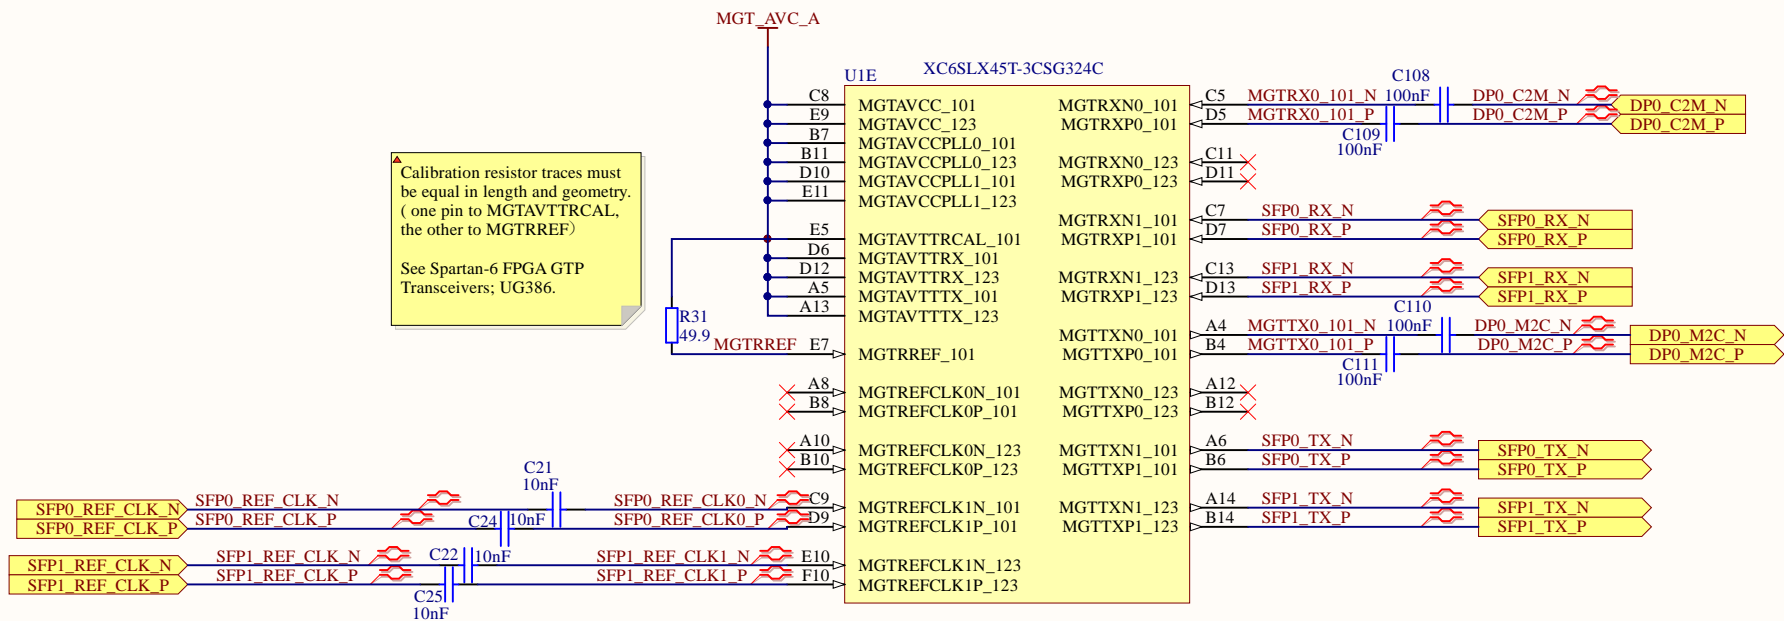 MGT_AVC_A
U1E
XC6SLX45T-3CSG324C
Calibration resistor traces must
be equal in length and geometry.
( one pin to MGTAVTTRCAL,
the other to MGTRREF)
See Spartan-6 FPGA GTP
Transceivers; UG386.
C8 MGTAVCC_101
E9 MGTAVCC_123
B7 MGTAVCCPLL0_101
B11 MGTAVCCPLL0_123
D10 MGTAVCCPLL1_101
E11 MGTAVCCPLL1_123
E5 MGTAVTTRCAL_101
D6 MGTAVTTRX_101
D12 MGTAVTTRX_123
A5 MGTAVTTTX_101
A13 MGTAVTTTX_123
R31
49.9
MGTRREF E7 MGTRREF_101
A8 MGTREFCLK0N_101
B8 MGTREFCLK0P_101
A10 MGTREFCLK0N_123
B10 MGTREFCLK0P_123
C21
10nF
SFP0_REF_CLK_N SFP0_REF_CLK_N SFP0_REF_CLK0_N C9 MGTREFCLK1N_101
C24 10nF
SFP0_REF_CLK_P SFP0_REF_CLK_P SFP0_REF_CLK0_P D9 MGTREFCLK1P_101
C22 10nF
SFP1_REF_CLK_N SFP1_REF_CLK_N SFP1_REF_CLK1_N E10 MGTREFCLK1N_123
SFP1_REF_CLK_P SFP1_REF_CLK_P SFP1_REF_CLK1_P F10 MGTREFCLK1P_123
C25
10nF
C108
100nF
MGTRXN0_101 C5 MGTRX0_101_N DP0_C2M_N DP0_C2M_N
MGTRXP0_101 D5 MGTRX0_101_P DP0_C2M_P DP0_C2M_P
C109
100nF
MGTRXN0_123 C11
MGTRXP0_123 D11
MGTRXN1_101 C7 SFP0_RX_N SFP0_RX_N
MGTRXP1_101 D7 SFP0_RX_P SFP0_RX_P
MGTRXN1_123 C13 SFP1_RX_N SFP1_RX_N
MGTRXP1_123 D13 SFP1_RX_P SFP1_RX_P
C110
100nF
MGTTXN0_101 A4 MGTTX0_101_N DP0_M2C_N DP0_M2C_N
MGTTXP0_101 B4 MGTTX0_101_P DP0_M2C_P DP0_M2C_P
C111
100nF
MGTTXN0_123 A12
MGTTXP0_123 B12
MGTTXN1_101 A6 SFP0_TX_N SFP0_TX_N
MGTTXP1_101 B6 SFP0_TX_P SFP0_TX_P
MGTTXN1_123 A14 SFP1_TX_N SFP1_TX_N
MGTTXP1_123 B14 SFP1_TX_P SFP1_TX_P